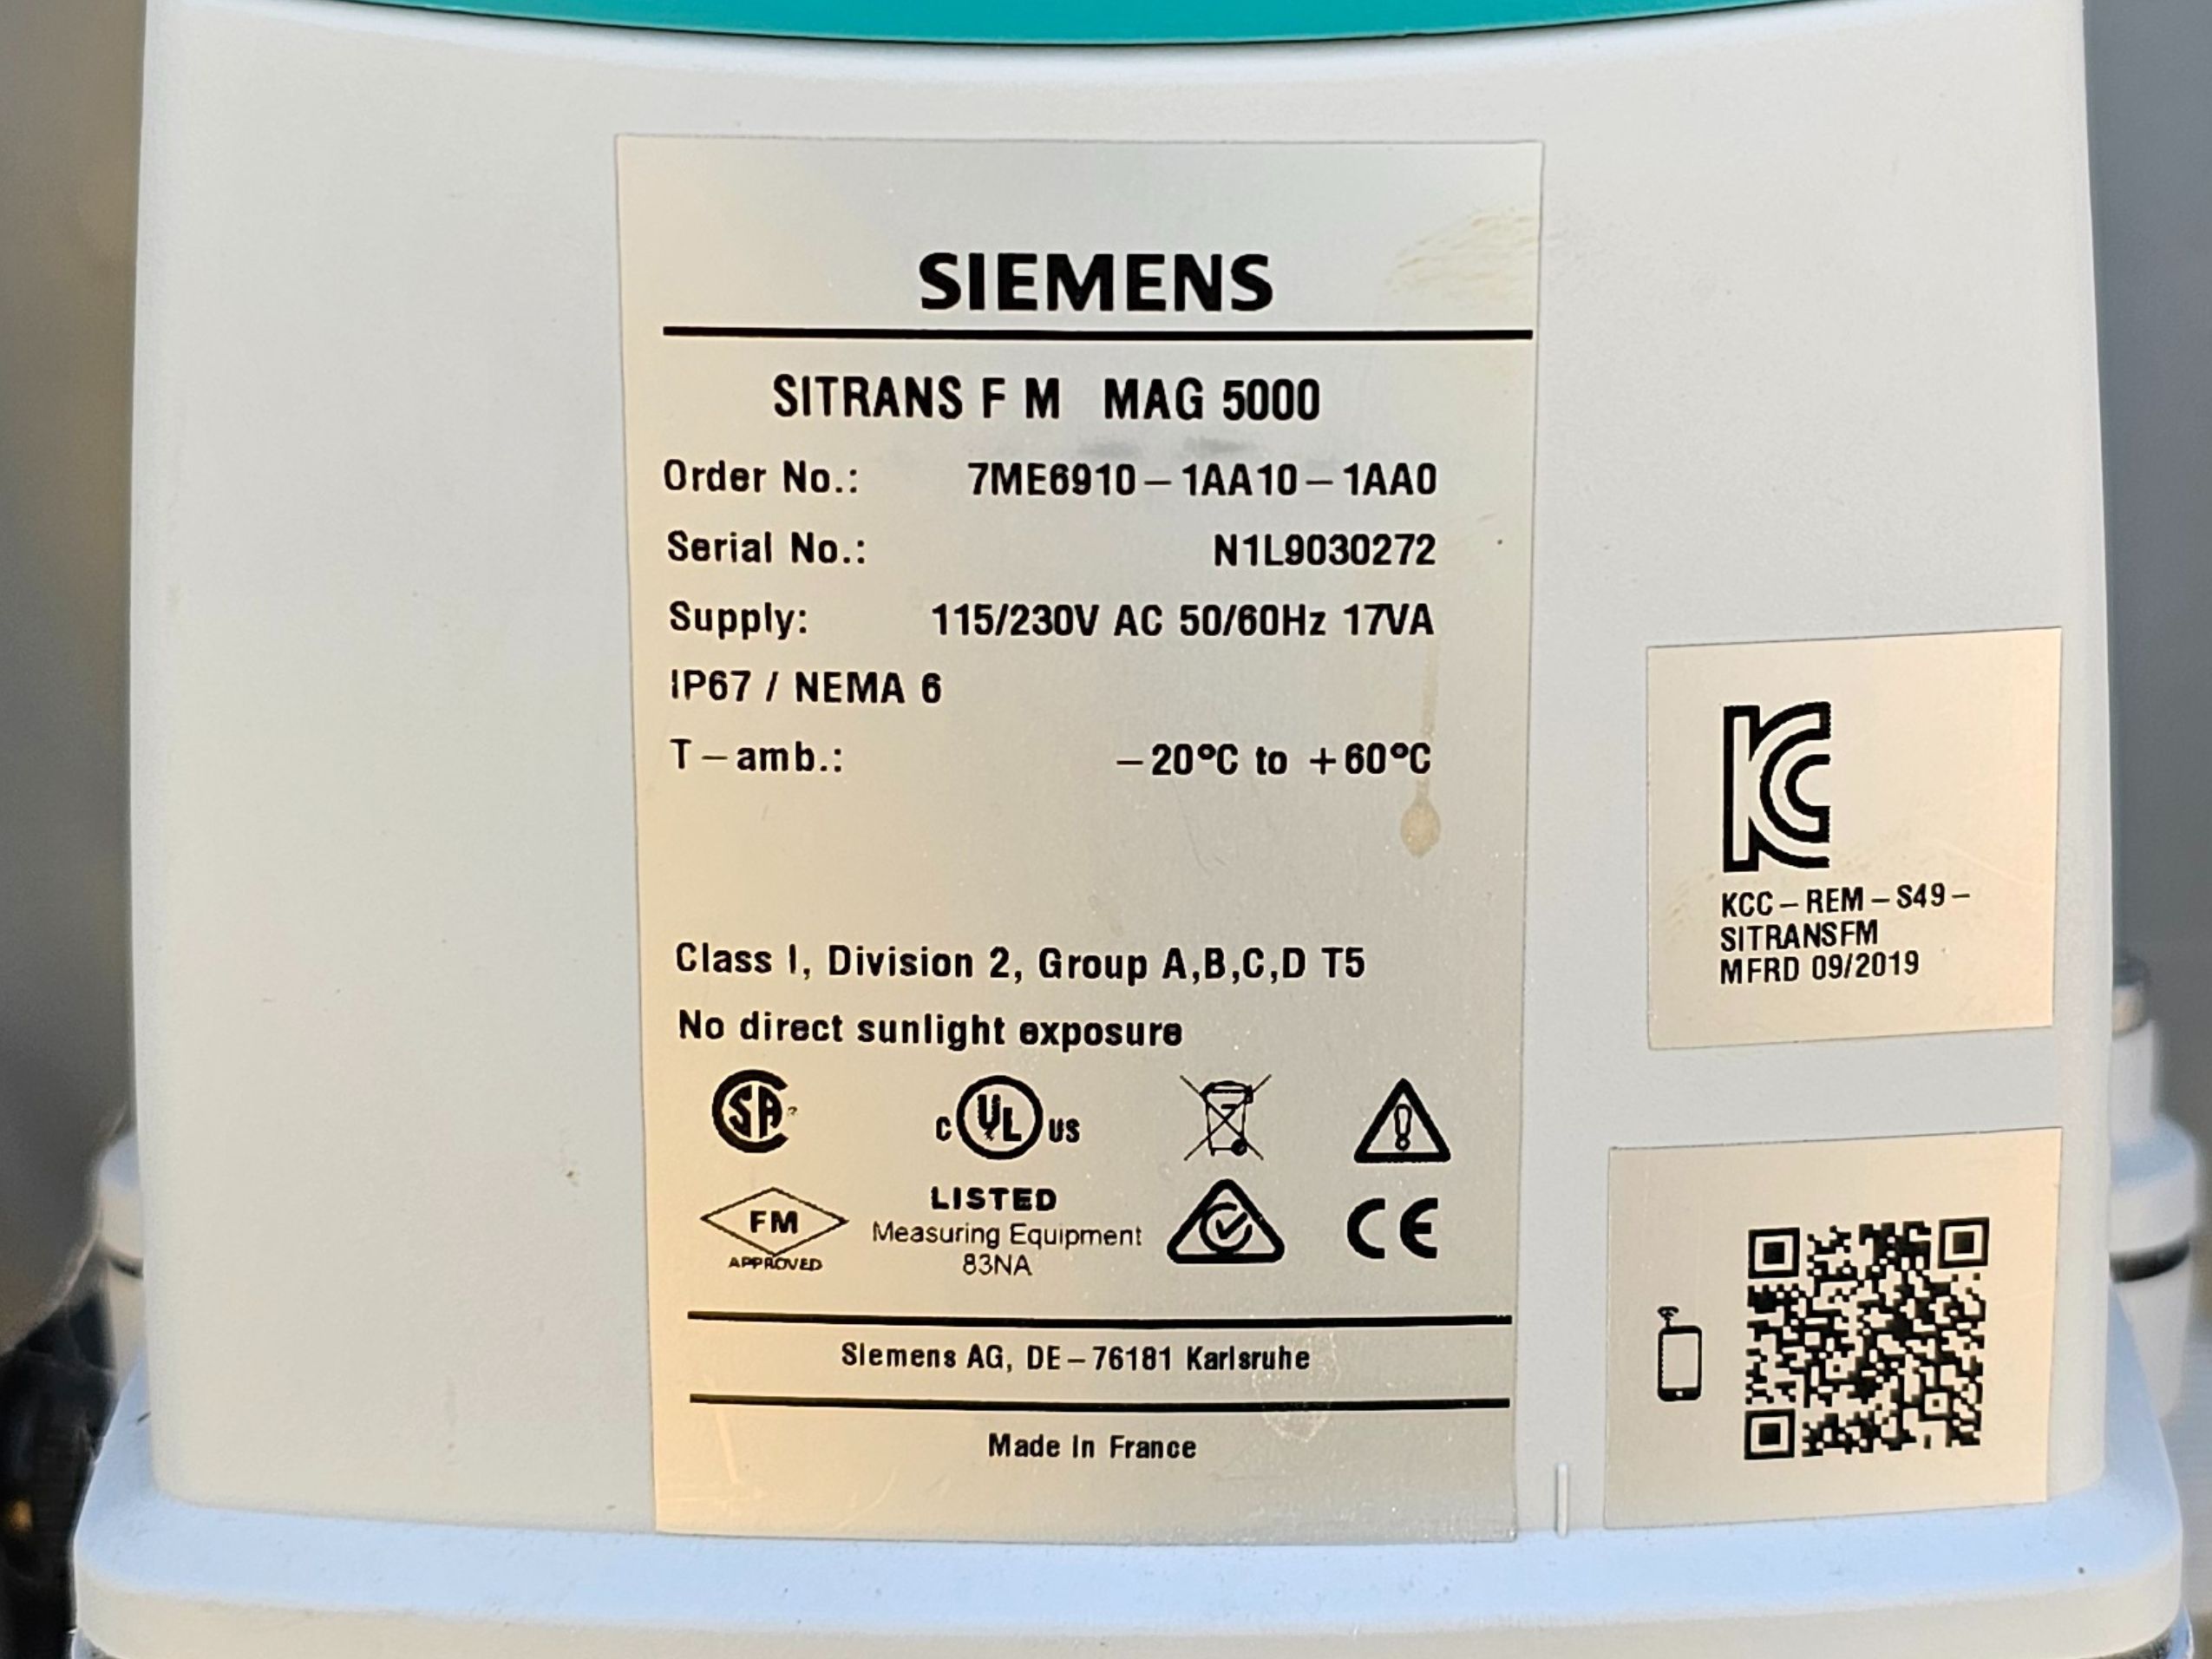 SIEMENS
SITRANS F M MAG 5000
Order No.: 7ME6910-1AA10-1AA0
Serial No.: N1L9030272
Supply: 115/230V AC 50/60Hz 17VA
IP67 / NEMA 6
T-amb.: -20°C to +60°C
Class I, Division 2, Group A,B,C,D T5
No direct sunlight exposure
SA
C UL US
FM
APPROVED
LISTED
Measuring Equipment
83NA
CE
Siemens AG, DE-76181 Karlsruhe
Made In France
KC
KCC-REM-S49-
SITRANSFM
MFRD 09/2019